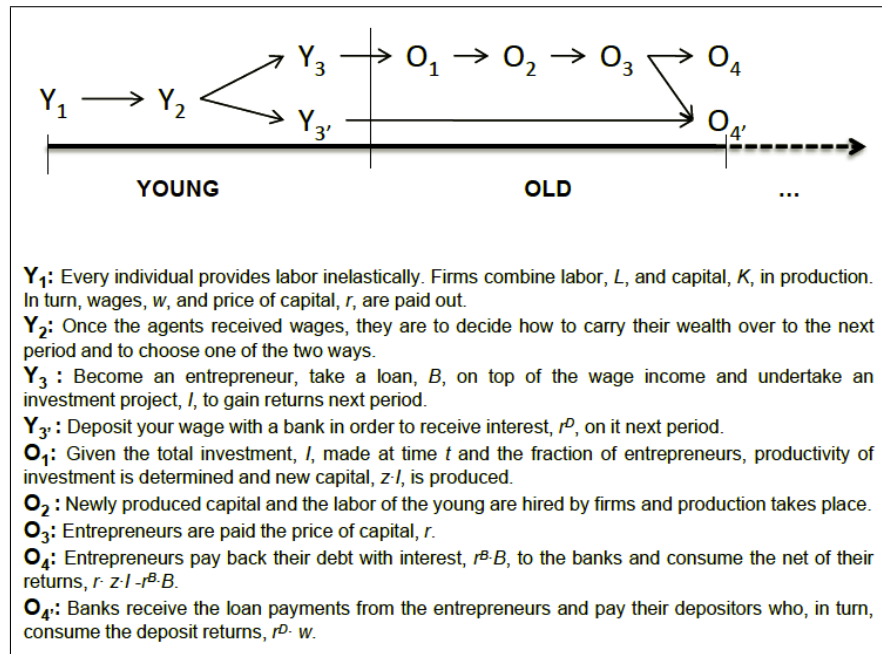 Y3 O1 O2 O3 O4
Y1 Y2
Y3' O4'
YOUNG OLD ...
Y1: Every individual provides labor inelastically. Firms combine labor, L, and capital, K, in production.
In turn, wages, w, and price of capital, r, are paid out.
Y2: Once the agents received wages, they are to decide how to carry their wealth over to the next
period and to choose one of the two ways.
Y3 : Become an entrepreneur, take a loan, B, on top of the wage income and undertake an
investment project, I, to gain returns next period.
Y3' : Deposit your wage with a bank in order to receive interest, r^D, on it next period.
O1: Given the total investment, I, made at time t and the fraction of entrepreneurs, productivity of
investment is determined and new capital, z·I, is produced.
O2 : Newly produced capital and the labor of the young are hired by firms and production takes place.
O3: Entrepreneurs are paid the price of capital, r.
O4: Entrepreneurs pay back their debt with interest, r^B·B, to the banks and consume the net of their
returns, r· z·I -r^B·B.
O4': Banks receive the loan payments from the entrepreneurs and pay their depositors who, in turn,
consume the deposit returns, r^D· w.